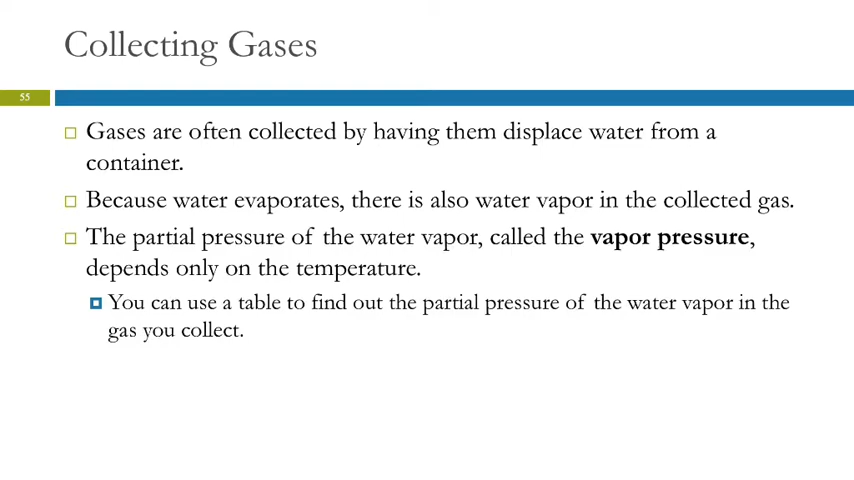 Collecting Gases
55
Gases are often collected by having them displace water from a
container.
Because water evaporates, there is also water vapor in the collected gas.
The partial pressure of the water vapor, called the vapor pressure,
depends only on the temperature.
You can use a table to find out the partial pressure of the water vapor in the
gas you collect.